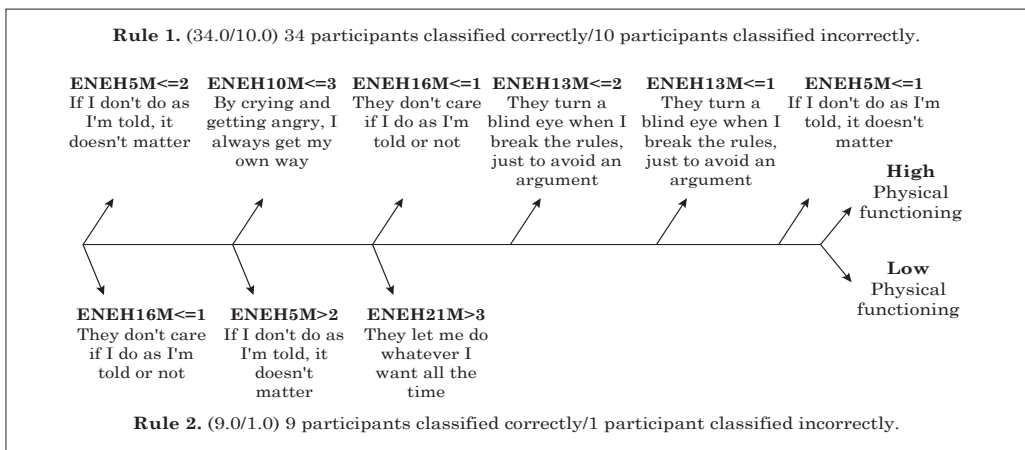 Rule 1. (34.0/10.0) 34 participants classified correctly/10 participants classified incorrectly.
ENEH5M<=2
If I don't do as
I'm told, it
doesn't matter
ENEH10M<=3
By crying and
getting angry, I
always get my
own way
ENEH16M<=1
They don't care
if I do as I'm
told or not
ENEH13M<=2
They turn a
blind eye when I
break the rules,
just to avoid an
argument
ENEH13M<=1
They turn a
blind eye when I
break the rules,
just to avoid an
argument
ENEH5M<=1
If I don't do as I'm
told, it doesn't
matter
High
Physical
functioning
Low
Physical
functioning
ENEH16M<=1
They don't care
if I do as I'm
told or not
ENEH5M>2
If I don't do as
I'm told, it
doesn't
matter
ENEH21M>3
They let me do
whatever I
want all the
time
Rule 2. (9.0/1.0) 9 participants classified correctly/1 participant classified incorrectly.